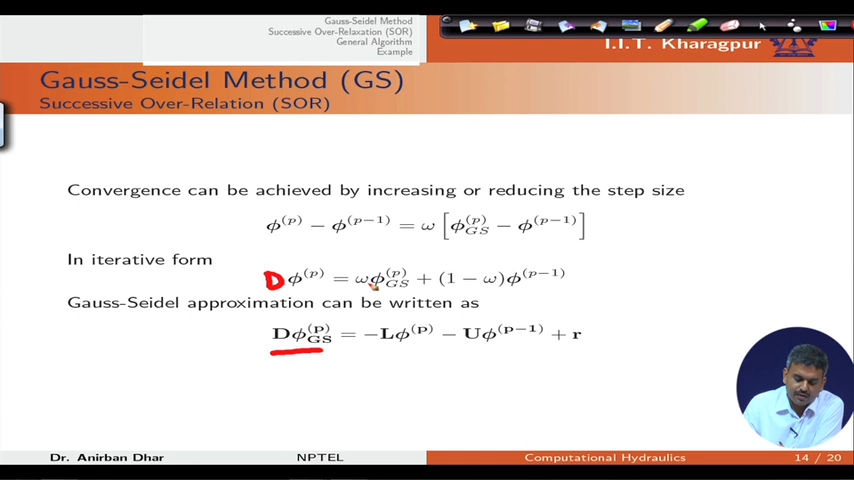 Gauss-Seidel Method
Successive Over-Relaxation (SOR)
General Algorithm
Example
I.I.T. Kharagpur
Gauss-Seidel Method (GS)
Successive Over-Relation (SOR)
Convergence can be achieved by increasing or reducing the step size
ϕ^(p) − ϕ^(p−1) = ω [ϕ_GS^(p) − ϕ^(p−1)]
In iterative form
D ϕ^(p) = ωϕ_GS^(p) + (1 − ω)ϕ^(p−1)
Gauss-Seidel approximation can be written as
Dϕ_GS^(p) = −Lϕ^(p) − Uϕ^(p−1) + r
Dr. Anirban Dhar NPTEL Computational Hydraulics 14 / 20